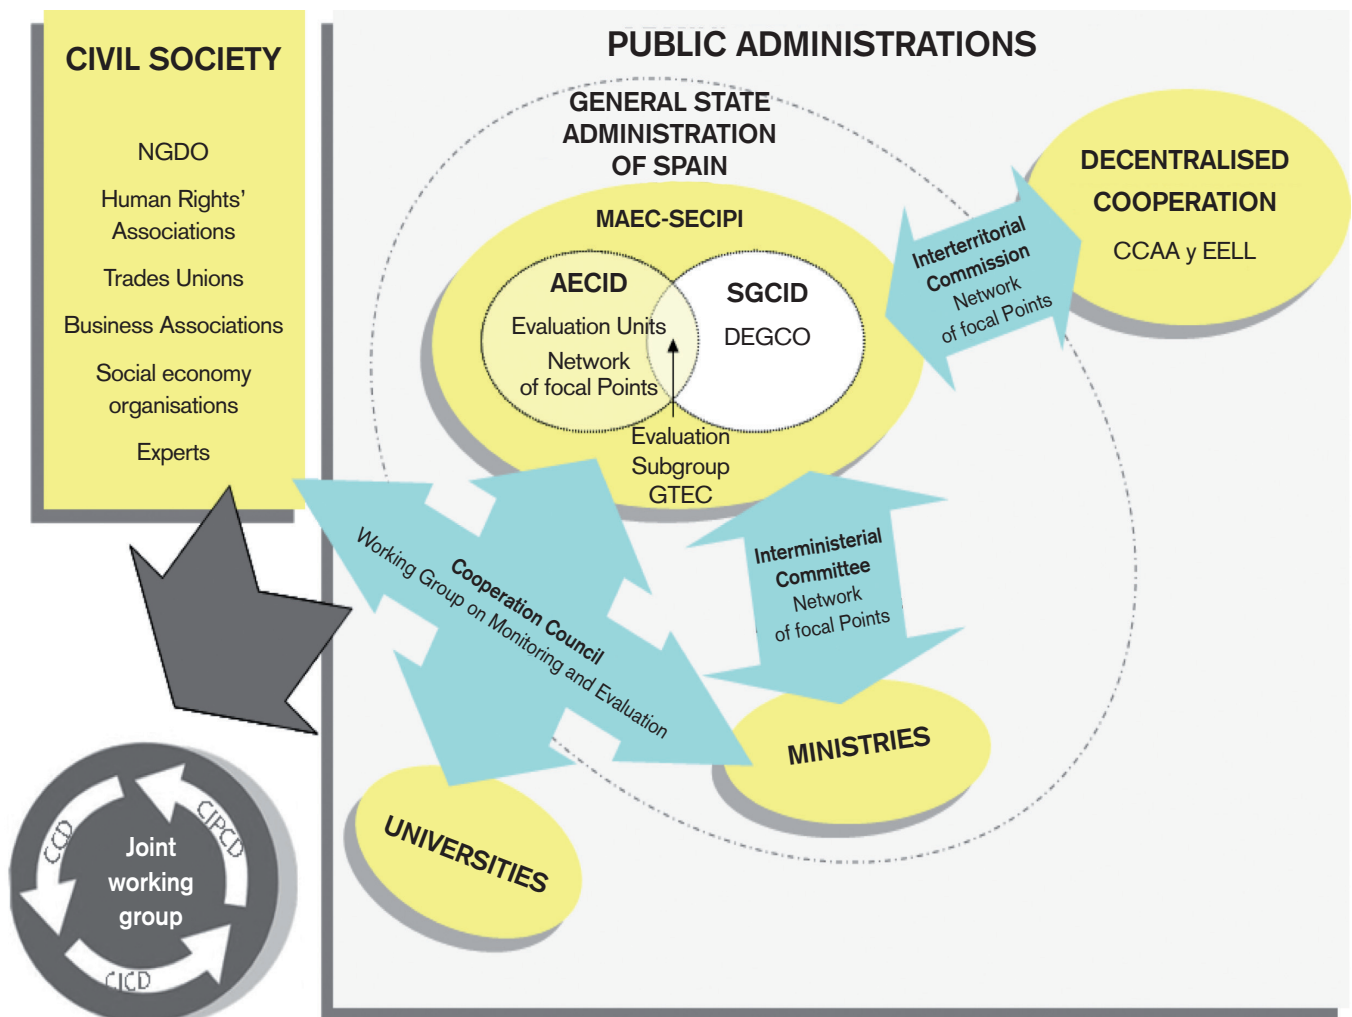 CIVIL SOCIETY
NGDO
Human Rights'
Associations
Trades Unions
Business Associations
Social economy
organisations
Experts
PUBLIC ADMINISTRATIONS
GENERAL STATE
ADMINISTRATION
OF SPAIN
MAEC-SECIPI
AECID
Evaluation Units
Network
of focal Points
SGCID
DEGCO
Evaluation
Subgroup
GTEC
Interterritorial
Commission
Network
of focal Points
DECENTRALISED
COOPERATION
CCAA y EELL
Cooperation Council
Working Group on Monitoring and Evaluation
Interministerial
Committee
Network
of focal Points
MINISTRIES
UNIVERSITIES
CCD
CIPCD
Joint
working
group
CICD